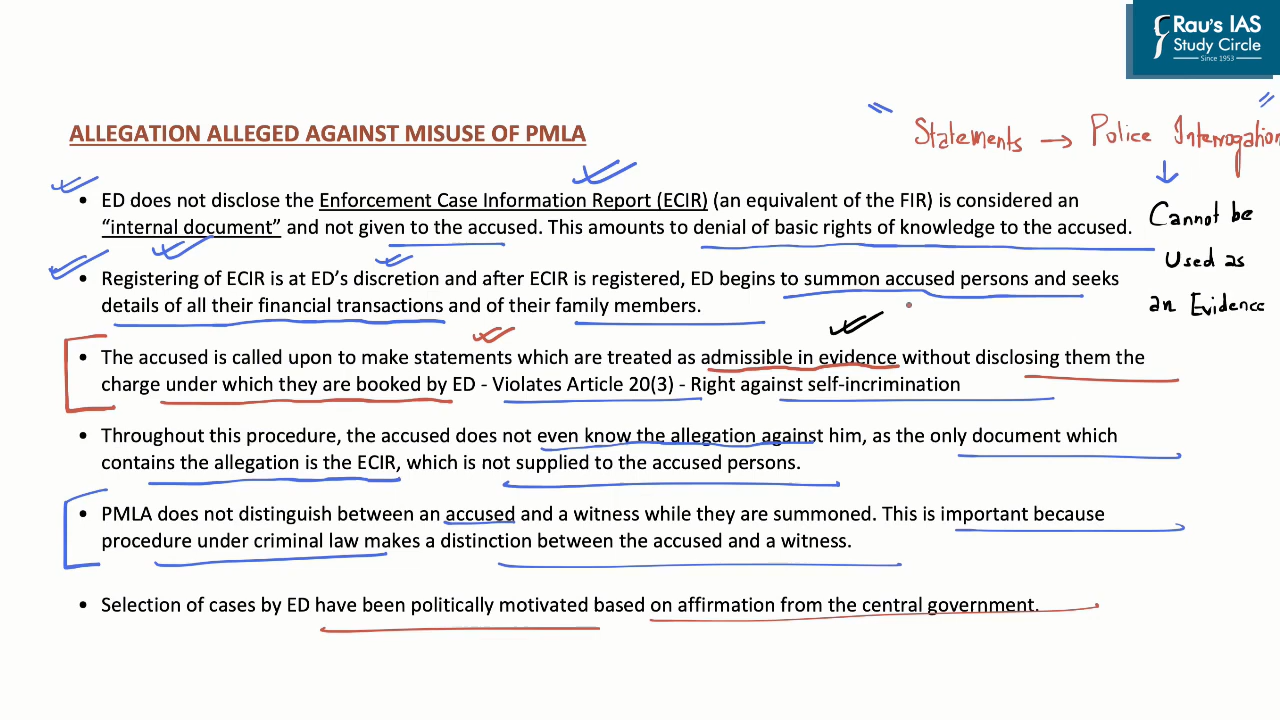 Rau's IAS
Study Circle
Since 1953
ALLEGATION ALLEGED AGAINST MISUSE OF PMLA
Statements → Police Interrogation
Cannot be
Used as
an Evidence
• ED does not disclose the Enforcement Case Information Report (ECIR) (an equivalent of the FIR) is considered an
"internal document" and not given to the accused. This amounts to denial of basic rights of knowledge to the accused.
• Registering of ECIR is at ED's discretion and after ECIR is registered, ED begins to summon accused persons and seeks
details of all their financial transactions and of their family members.
• The accused is called upon to make statements which are treated as admissible in evidence without disclosing them the
charge under which they are booked by ED - Violates Article 20(3) - Right against self-incrimination
• Throughout this procedure, the accused does not even know the allegation against him, as the only document which
contains the allegation is the ECIR, which is not supplied to the accused persons.
• PMLA does not distinguish between an accused and a witness while they are summoned. This is important because
procedure under criminal law makes a distinction between the accused and a witness.
• Selection of cases by ED have been politically motivated based on affirmation from the central government.